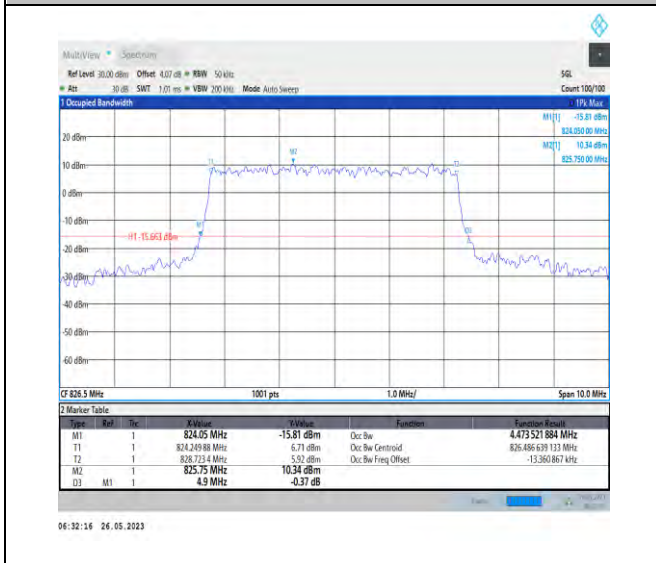 MultiView Spectrum
Ref Level 30.00 dBm Offset 4.07 dB RBW 50 kHz SGL
Att 30 dB SWT 1.01 ms VBW 200 kHz Mode Auto Sweep Count 100/100
1 Occupied Bandwidth 1Pk Max
M1[1] -15.81 dBm
824.050 00 MHz
M2[1] 10.34 dBm
825.750 00 MHz
20 dBm
M2
T1
T2
10 dBm
0 dBm
-10 dBm
M1
D3
H1 -15.663 dBm
-20 dBm
-30 dBm
-40 dBm
-50 dBm
-60 dBm
CF 826.5 MHz 1001 pts 1.0 MHz/ Span 10.0 MHz
2 Marker Table
Type Ref Trc X-Value Y-Value Function Function Result
M1 1 824.05 MHz -15.81 dBm Occ Bw 4.473 521 884 MHz
T1 1 824.249 88 MHz 6.71 dBm Occ Bw Centroid 826.486 639 133 MHz
T2 1 828.723 4 MHz 5.92 dBm Occ Bw Freq Offset -13.360 867 kHz
M2 1 825.75 MHz 10.34 dBm
D3 M1 1 4.9 MHz -0.37 dB
06:32:16 26.05.2023